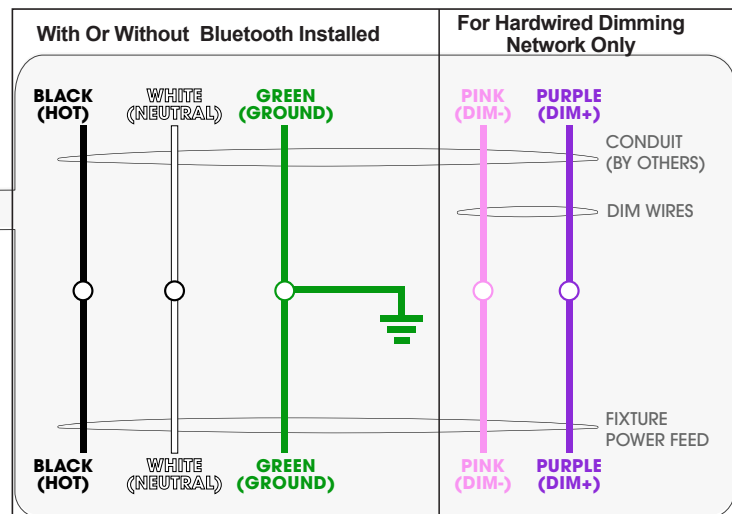 With Or Without Bluetooth Installed
For Hardwired Dimming
Network Only
BLACK
(HOT)
WHITE
(NEUTRAL)
GREEN
(GROUND)
PINK
(DIM-)
PURPLE
(DIM+)
CONDUIT
(BY OTHERS)
DIM WIRES
FIXTURE
POWER FEED
BLACK
(HOT)
WHITE
(NEUTRAL)
GREEN
(GROUND)
PINK
(DIM-)
PURPLE
(DIM+)